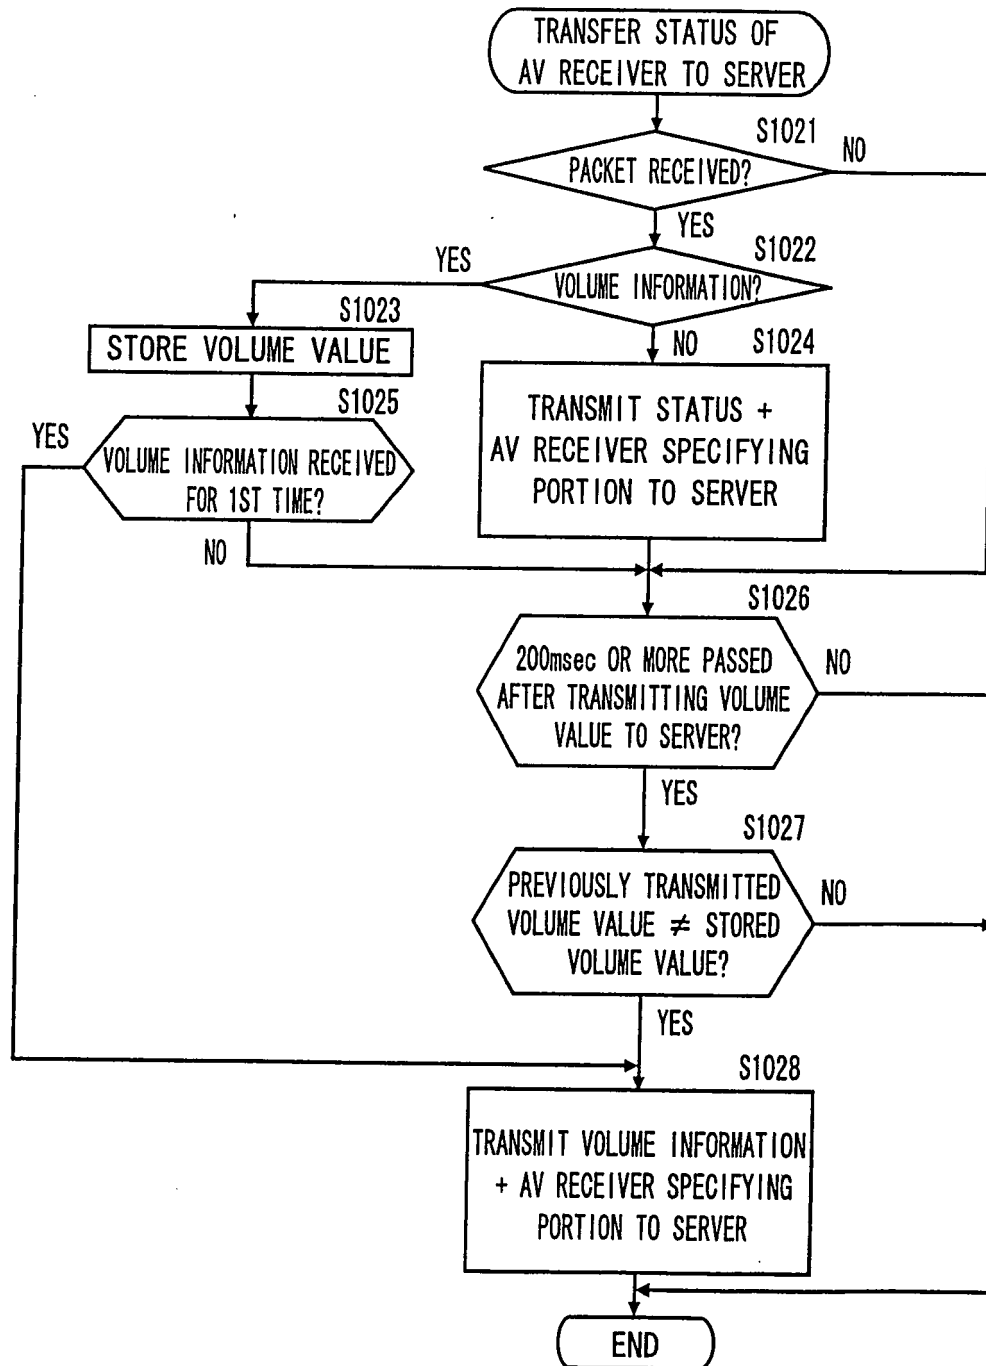 TRANSFER STATUS OF
AV RECEIVER TO SERVER
S1021
NO
PACKET RECEIVED?
YES
S1022
YES
VOLUME INFORMATION?
S1023
NO
S1024
STORE VOLUME VALUE
S1025
TRANSMIT STATUS +
AV RECEIVER SPECIFYING
PORTION TO SERVER
YES
VOLUME INFORMATION RECEIVED
FOR 1ST TIME?
NO
S1026
200msec OR MORE PASSED
AFTER TRANSMITTING VOLUME
VALUE TO SERVER?
NO
YES
S1027
PREVIOUSLY TRANSMITTED
VOLUME VALUE ≠ STORED
VOLUME VALUE?
NO
YES
S1028
TRANSMIT VOLUME INFORMATION
+ AV RECEIVER SPECIFYING
PORTION TO SERVER
END